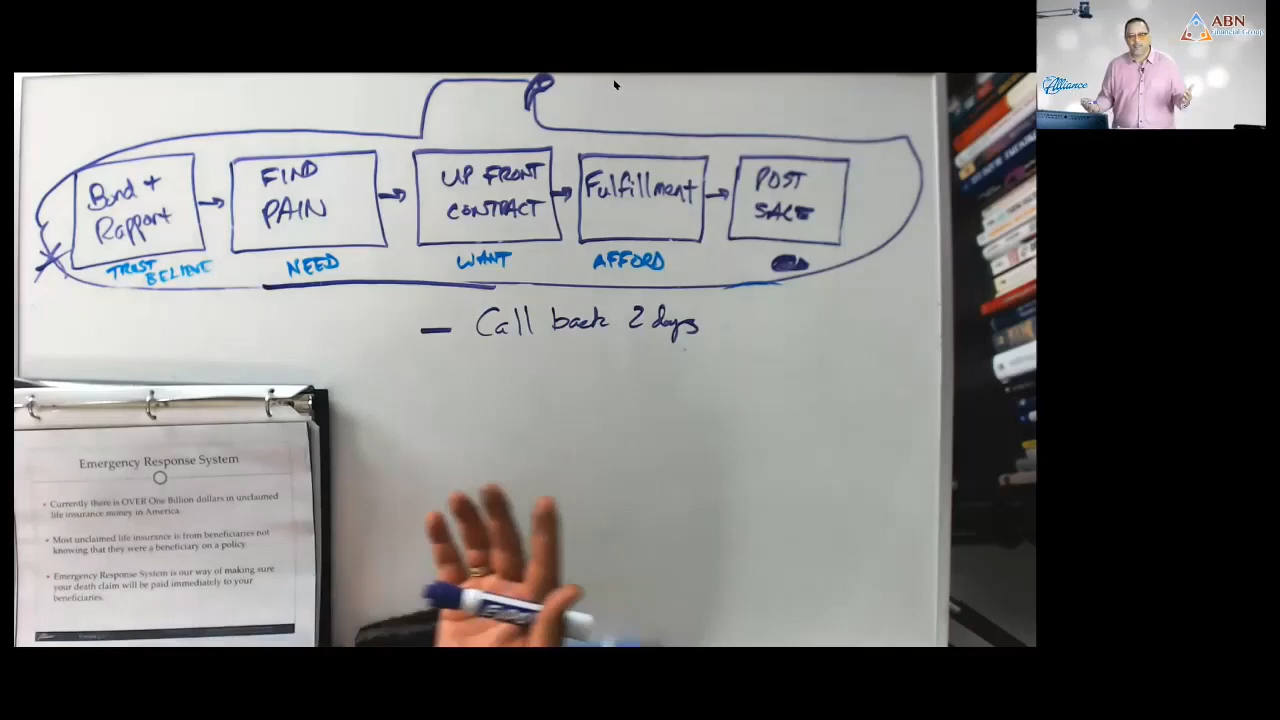 ABN
Financial Group
The
Alliance
Bond +
Rapport
FIND
PAIN
UP FRONT
CONTRACT
Fulfillment
POST
SALE
TRUST
BELIEVE
NEED
WANT
AFFORD
— Call back 2 days
Emergency Response System
• Currently there is OVER One Billion dollars in unclaimed
life insurance money in America.
• Most unclaimed life insurance is from beneficiaries not
knowing that they were a beneficiary on a policy.
• Emergency Response System is our way of making sure
your death claim will be paid immediately to your
beneficiaries.